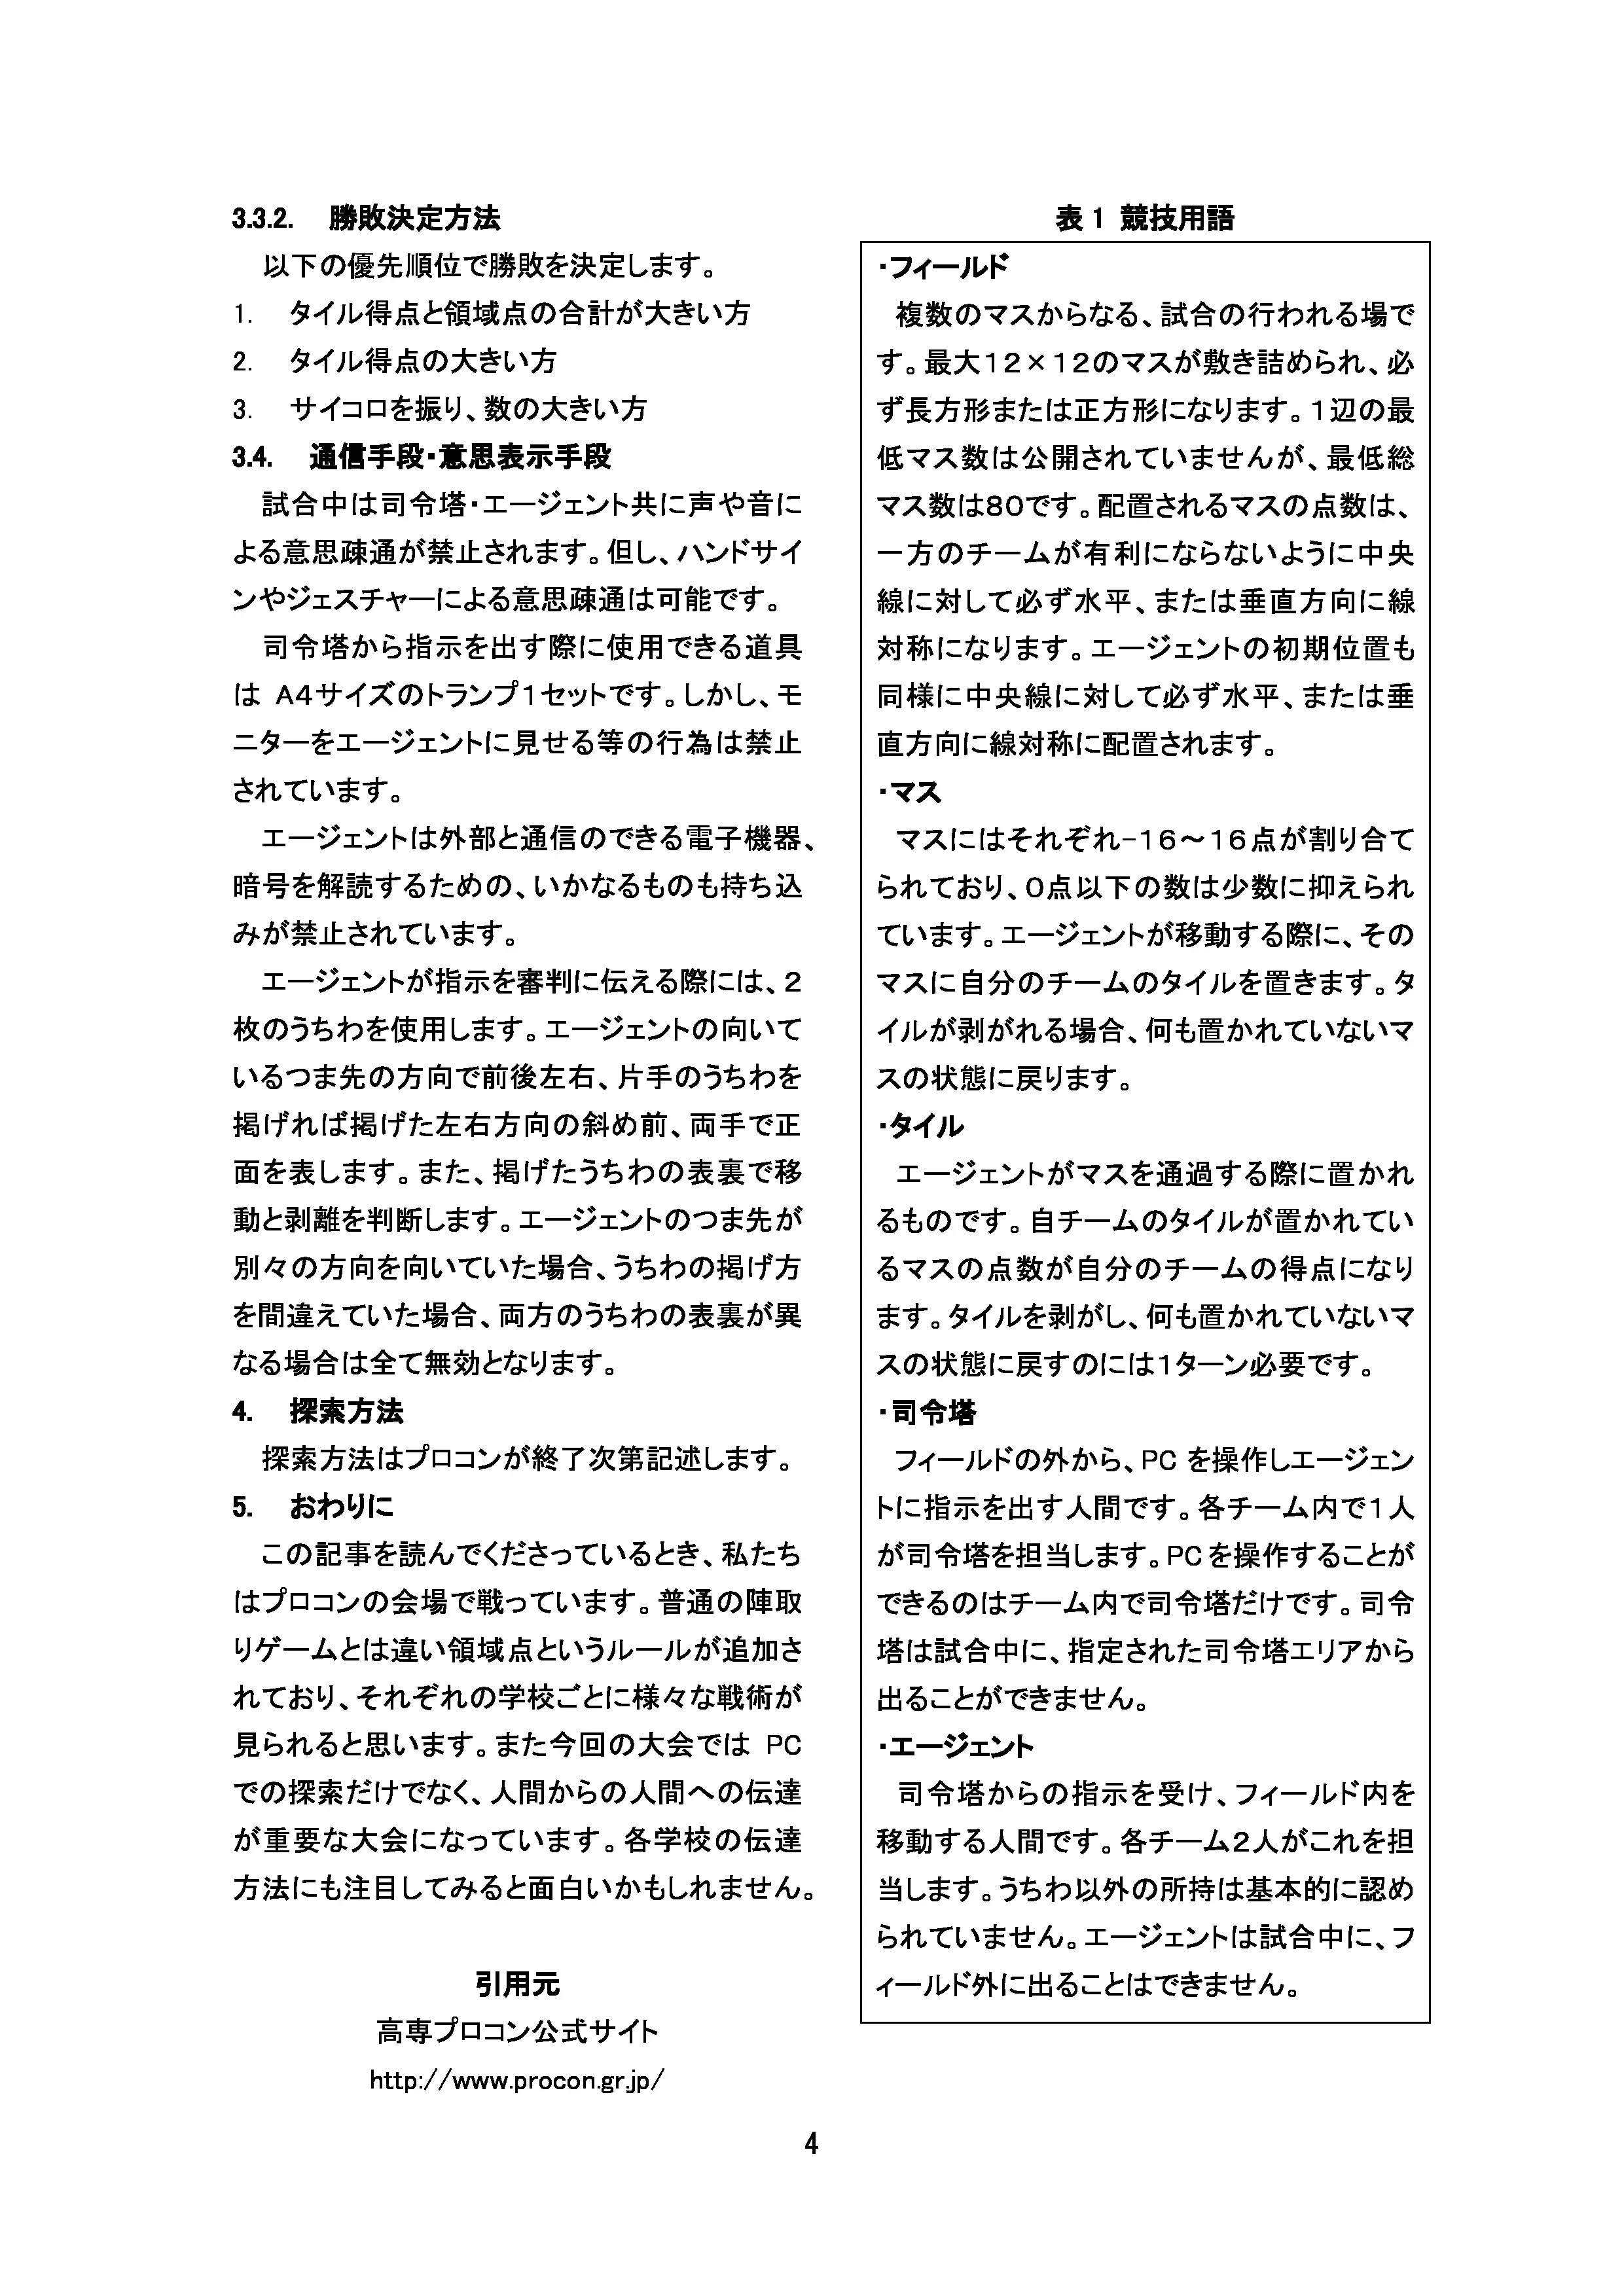 3.3.2. 勝敗決定方法
以下の優先順位で勝敗を決定します。
1. タイル得点と領域点の合計が大きい方
2. タイル得点の大きい方
3. サイコロを振り、数の大きい方
3.4. 通信手段・意思表示手段
試合中は司令塔・エージェント共に声や音に
よる意思疎通が禁止されます。但し、ハンドサイ
ンやジェスチャーによる意思疎通は可能です。
司令塔から指示を出す際に使用できる道具
は A4サイズのトランプ1セットです。しかし、モ
ニターをエージェントに見せる等の行為は禁止
されています。
エージェントは外部と通信のできる電子機器、
暗号を解読するための、いかなるものも持ち込
みが禁止されています。
エージェントが指示を審判に伝える際には、2
枚のうちわを使用します。エージェントの向いて
いるつま先の方向で前後左右、片手のうちわを
掲げれば掲げた左右方向の斜め前、両手で正
面を表します。また、掲げたうちわの表裏で移
動と剥離を判断します。エージェントのつま先が
別々の方向を向いていた場合、うちわの掲げ方
を間違えていた場合、両方のうちわの表裏が異
なる場合は全て無効となります。
4. 探索方法
探索方法はプロコンが終了次第記述します。
5. おわりに
この記事を読んでくださっているとき、私たち
はプロコンの会場で戦っています。普通の陣取
りゲームとは違い領域点というルールが追加さ
れており、それぞれの学校ごとに様々な戦術が
見られると思います。また今回の大会では PC
での探索だけでなく、人間からの人間への伝達
が重要な大会になっています。各学校の伝達
方法にも注目してみると面白いかもしれません。
引用元
高専プロコン公式サイト
http://www.procon.gr.jp/
表 1 競技用語
・フィールド
複数のマスからなる、試合の行われる場で
す。最大12×12のマスが敷き詰められ、必
ず長方形または正方形になります。1辺の最
低マス数は公開されていませんが、最低総
マス数は80です。配置されるマスの点数は、
一方のチームが有利にならないように中央
線に対して必ず水平、または垂直方向に線
対称になります。エージェントの初期位置も
同様に中央線に対して必ず水平、または垂
直方向に線対称に配置されます。
・マス
マスにはそれぞれ-16～16点が割り合て
られており、0点以下の数は少数に抑えられ
ています。エージェントが移動する際に、その
マスに自分のチームのタイルを置きます。タ
イルが剥がれる場合、何も置かれていないマ
スの状態に戻ります。
・タイル
エージェントがマスを通過する際に置かれ
るものです。自チームのタイルが置かれてい
るマスの点数が自分のチームの得点になり
ます。タイルを剥がし、何も置かれていないマ
スの状態に戻すのには1ターン必要です。
・司令塔
フィールドの外から、PC を操作しエージェン
トに指示を出す人間です。各チーム内で1人
が司令塔を担当します。PC を操作することが
できるのはチーム内で司令塔だけです。司令
塔は試合中に、指定された司令塔エリアから
出ることができません。
・エージェント
司令塔からの指示を受け、フィールド内を
移動する人間です。各チーム2人がこれを担
当します。うちわ以外の所持は基本的に認め
られていません。エージェントは試合中に、フ
ィールド外に出ることはできません。
4